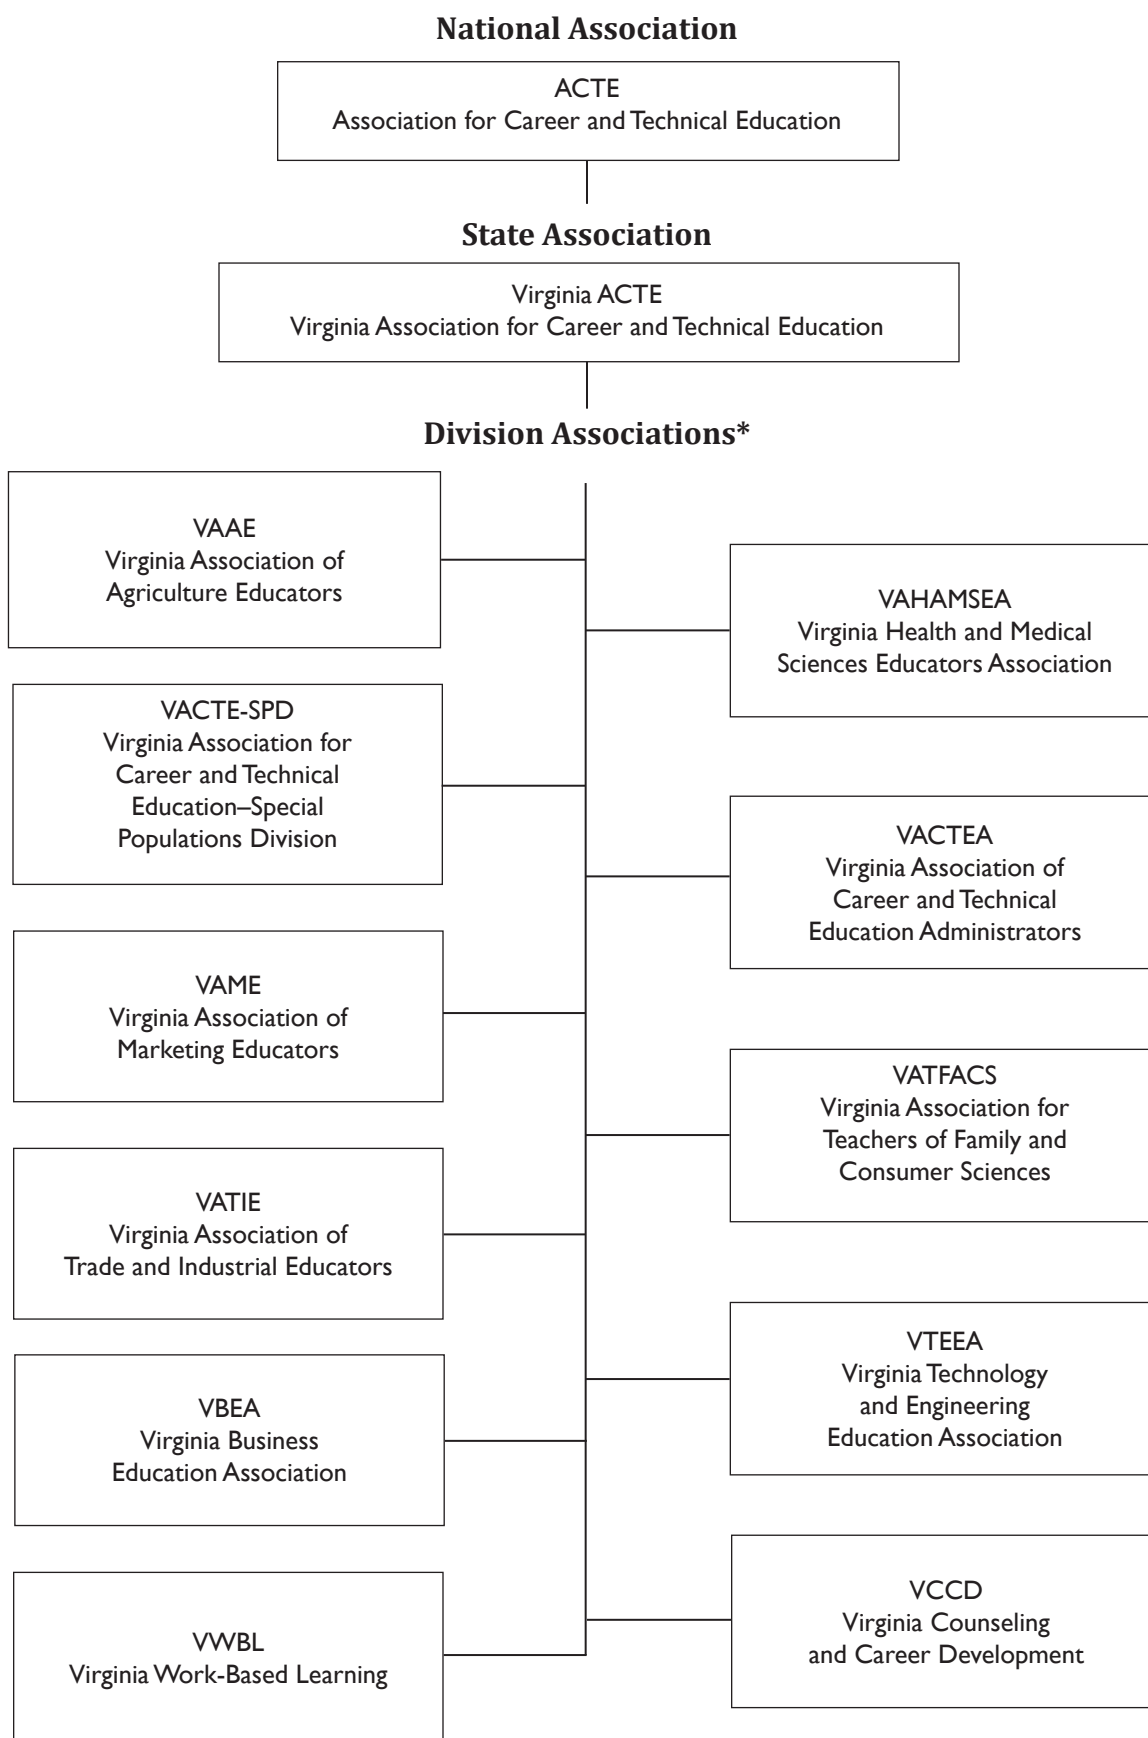 National Association
ACTE
Association for Career and Technical Education
State Association
Virginia ACTE
Virginia Association for Career and Technical Education
Division Associations*
VAAE
Virginia Association of
Agriculture Educators
VAHAMSEA
Virginia Health and Medical
Sciences Educators Association
VACTE-SPD
Virginia Association for
Career and Technical
Education–Special
Populations Division
VACTEA
Virginia Association of
Career and Technical
Education Administrators
VAME
Virginia Association of
Marketing Educators
VATFACS
Virginia Association for
Teachers of Family and
Consumer Sciences
VATIE
Virginia Association of
Trade and Industrial Educators
VTEEA
Virginia Technology
and Engineering
Education Association
VBEA
Virginia Business
Education Association
VCCD
Virginia Counseling
and Career Development
VWBL
Virginia Work-Based Learning